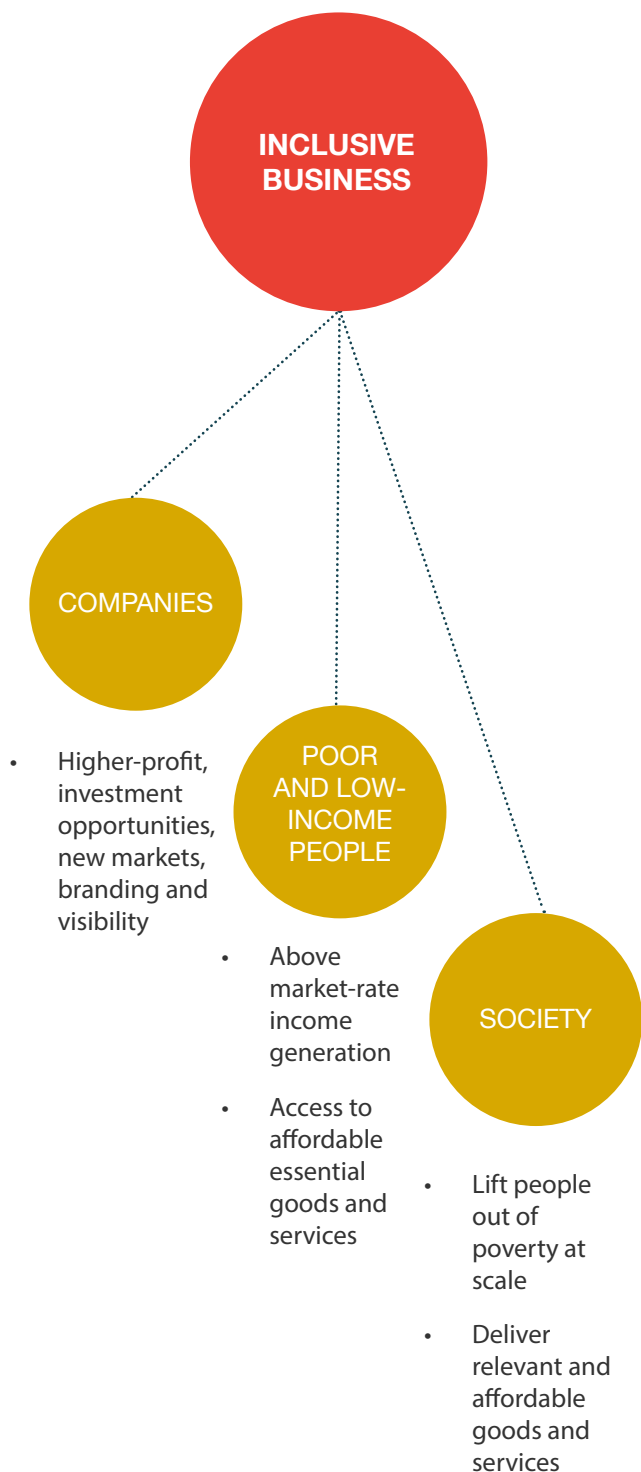 INCLUSIVE
BUSINESS
COMPANIES
• Higher-profit,
investment
opportunities,
new markets,
branding and
visibility
POOR
AND LOW-
INCOME
PEOPLE
• Above
market-rate
income
generation
• Access to
affordable
essential
goods and
services
SOCIETY
• Lift people
out of
poverty at
scale
• Deliver
relevant and
affordable
goods and
services